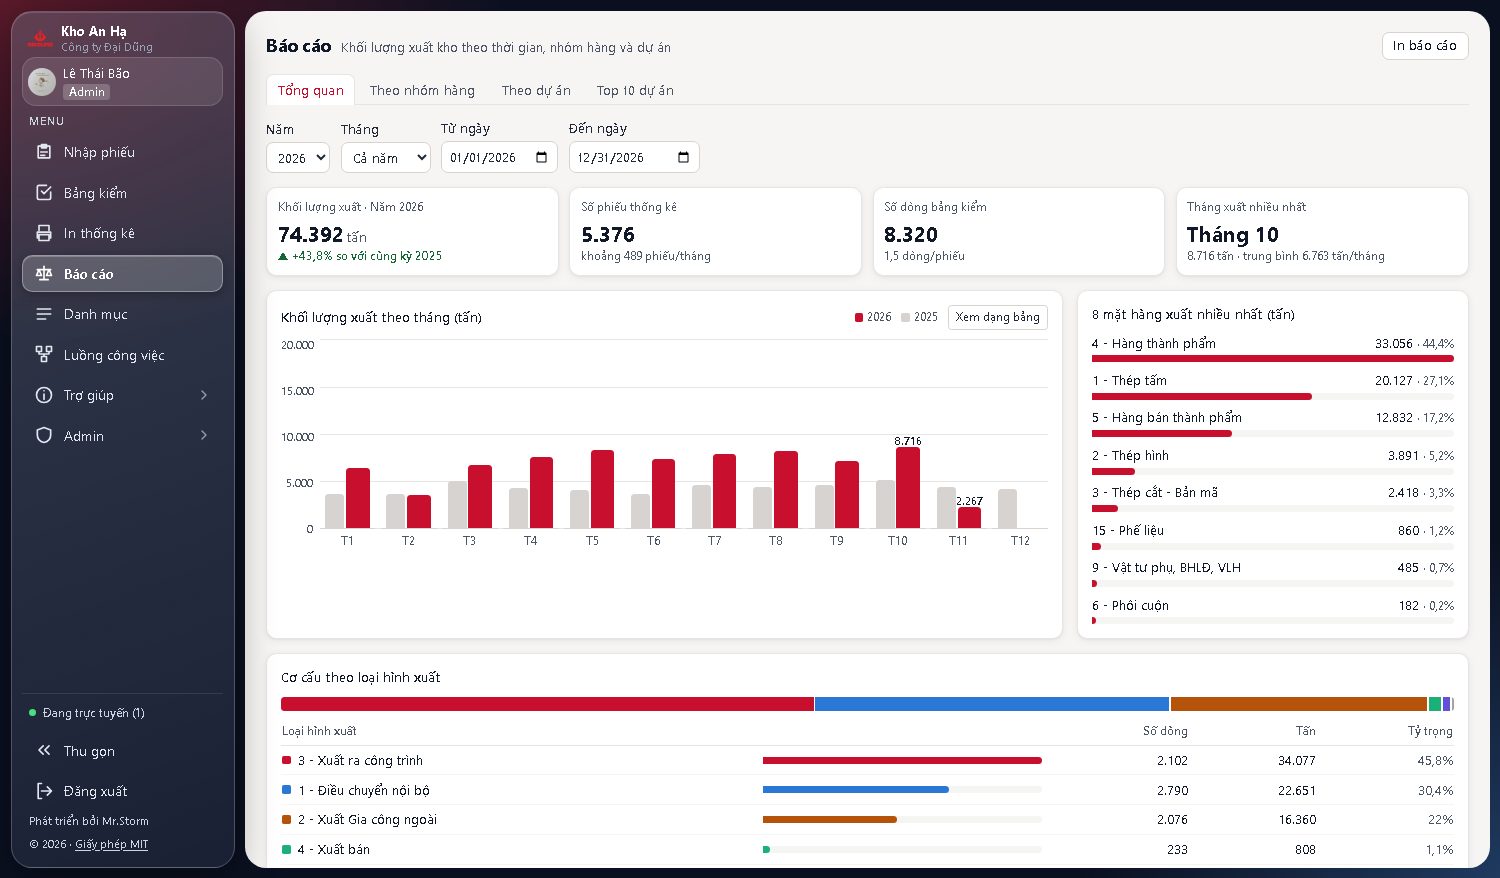 Kho An Hạ
Công ty Đại Dũng
Lê Thái Bão
Admin
MENU
Nhập phiếu
Bảng kiểm
In thống kê
Báo cáo
Danh mục
Luồng công việc
Trợ giúp
Admin
Đang trực tuyến (1)
Thu gọn
Đăng xuất
Phát triển bởi Mr.Storm
© 2026 · Giấy phép MIT
Báo cáo Khối lượng xuất kho theo thời gian, nhóm hàng và dự án
In báo cáo
Tổng quan Theo nhóm hàng Theo dự án Top 10 dự án
Năm Tháng Từ ngày Đến ngày
2026 Cả năm 01/01/2026 12/31/2026
Khối lượng xuất · Năm 2026
74.392 tấn
▲ +43,8% so với cùng kỳ 2025
Số phiếu thống kê
5.376
khoảng 489 phiếu/tháng
Số dòng bảng kiểm
8.320
1,5 dòng/phiếu
Tháng xuất nhiều nhất
Tháng 10
8.716 tấn · trung bình 6.763 tấn/tháng
Khối lượng xuất theo tháng (tấn)
2026 2025 Xem dạng bảng
20.000
15.000
10.000
5.000
0
8.716
2.267
T1 T2 T3 T4 T5 T6 T7 T8 T9 T10 T11 T12
8 mặt hàng xuất nhiều nhất (tấn)
4 - Hàng thành phẩm 33.056 · 44,4%
1 - Thép tấm 20.127 · 27,1%
5 - Hàng bán thành phẩm 12.832 · 17,2%
2 - Thép hình 3.891 · 5,2%
3 - Thép cắt - Bản mã 2.418 · 3,3%
15 - Phế liệu 860 · 1,2%
9 - Vật tư phụ, BHLĐ, VLH 485 · 0,7%
6 - Phôi cuộn 182 · 0,2%
Cơ cấu theo loại hình xuất
Loại hình xuất Số dòng Tấn Tỷ trọng
3 - Xuất ra công trình 2.102 34.077 45,8%
1 - Điều chuyển nội bộ 2.790 22.651 30,4%
2 - Xuất Gia công ngoài 2.076 16.360 22%
4 - Xuất bán 233 808 1,1%